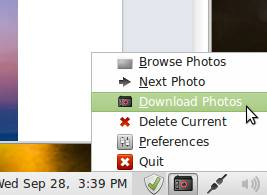 Browse Photos
Next Photo
Download Photos
Delete Current
Preferences
Quit
Wed Sep 28, 3:39 PM